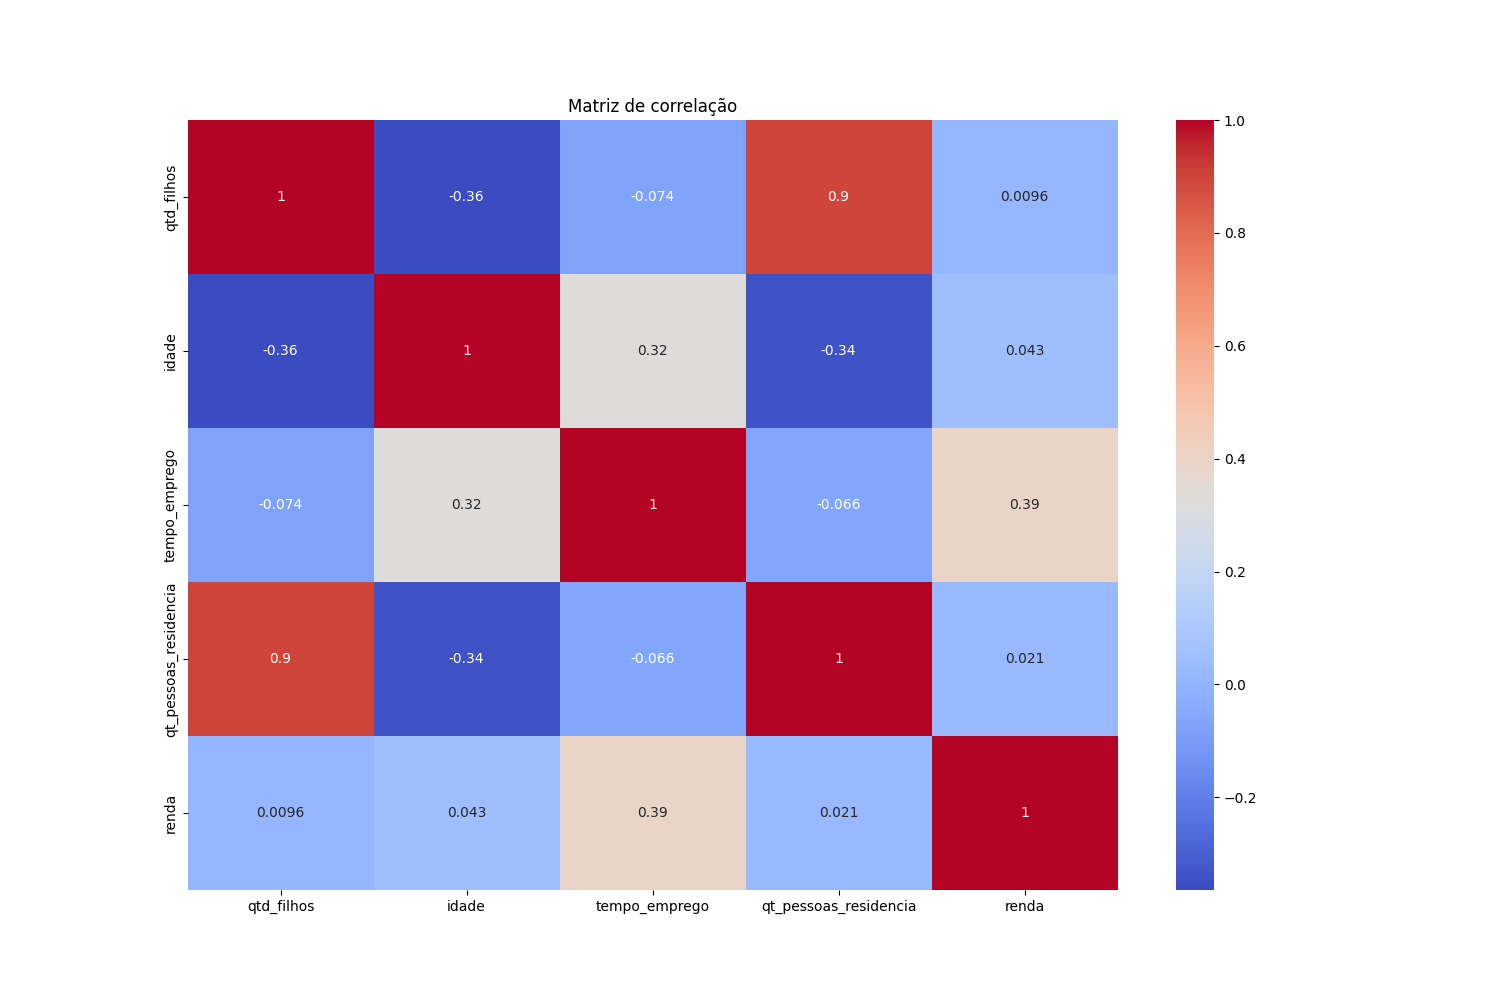 Matriz de correlação
qtd_filhos 1 -0.36 -0.074 0.9 0.0096
idade -0.36 1 0.32 -0.34 0.043
tempo_emprego -0.074 0.32 1 -0.066 0.39
qt_pessoas_residencia 0.9 -0.34 -0.066 1 0.021
renda 0.0096 0.043 0.39 0.021 1
qtd_filhos idade tempo_emprego qt_pessoas_residencia renda
1.0
0.8
0.6
0.4
0.2
0.0
−0.2